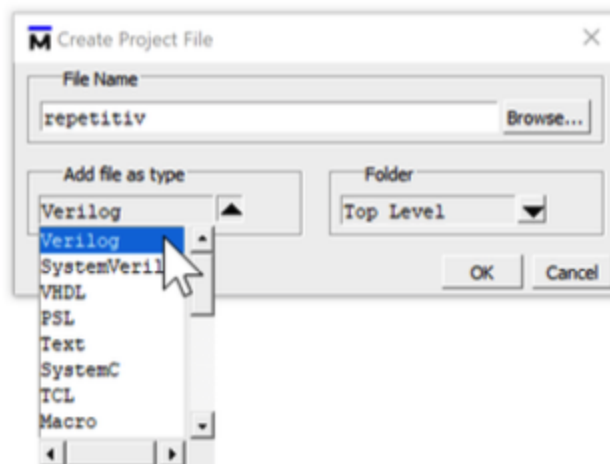 M Create Project File
File Name
repetitiv
Browse...
Add file as type
Folder
Verilog
Top Level
Verilog
SystemVeril
VHDL
PSL
Text
SystemC
TCL
Macro
OK
Cancel